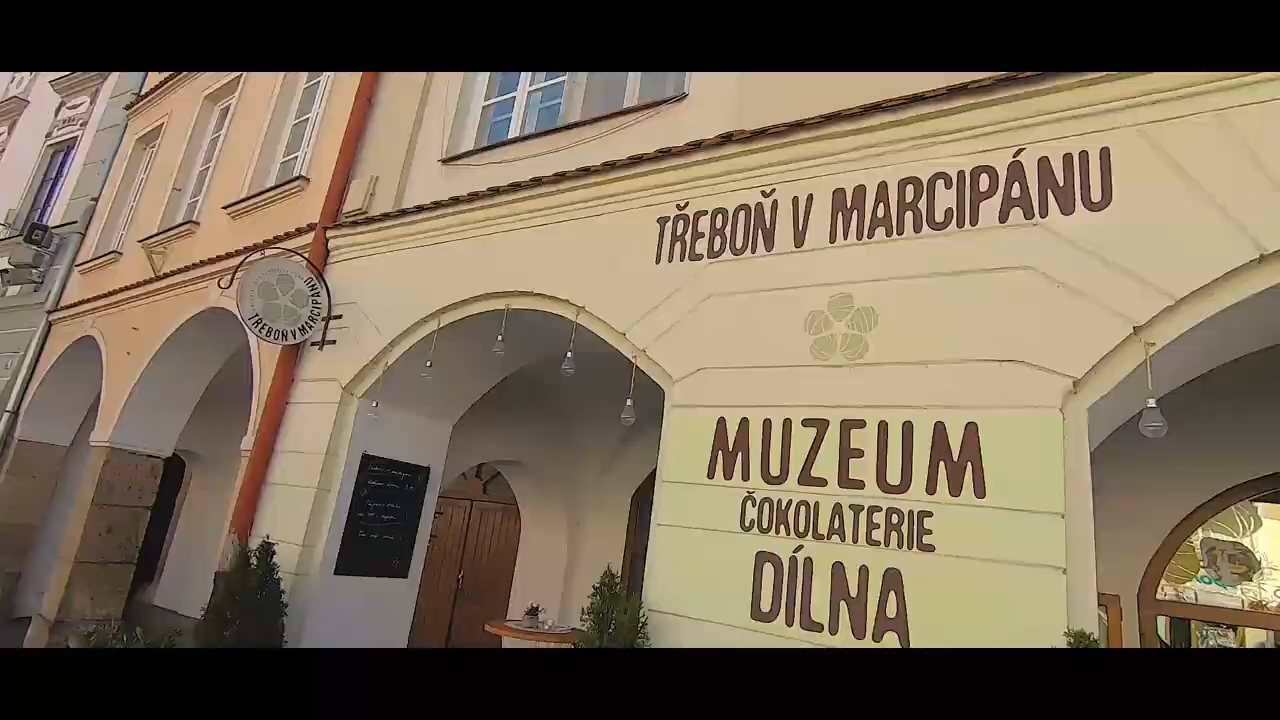 TŘEBOŇ V MARCIPÁNU
TŘEBOŇ V MARCIPÁNU
MUZEUM
ČOKOLATERIE
DÍLNA